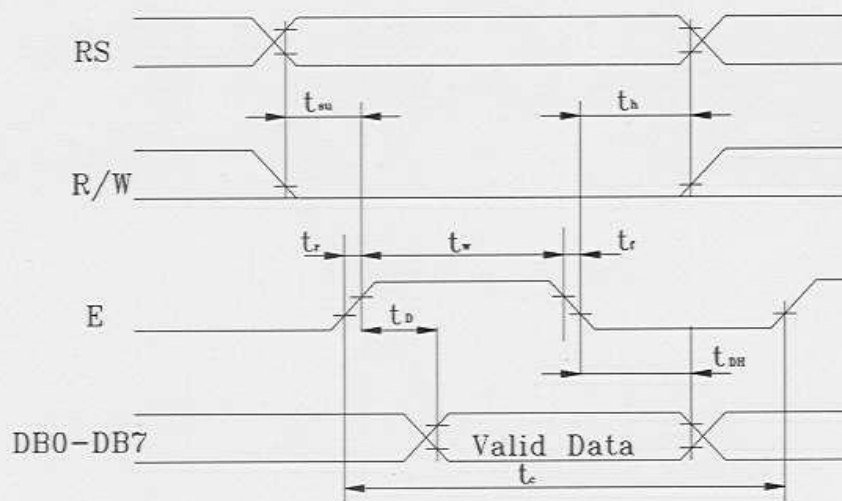 RS
tsu
th
R/W
tr
tw
tf
E
tD
tDH
DB0-DB7
Valid Data
tc